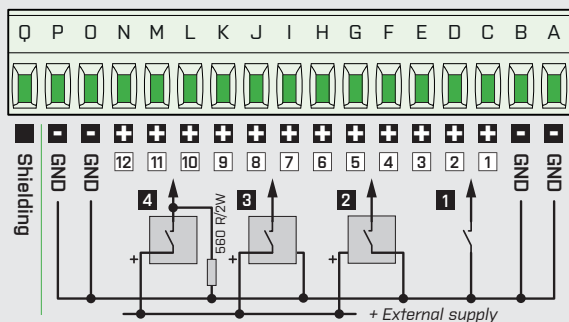 Q P O N M L K J I H G F E D C B A
- - + + + + + + + + + + + + - -
Shielding GND GND 12 11 10 9 8 7 6 5 4 3 2 1 GND GND
4 3 2 1
560 R/2W
+ + +
+ External supply